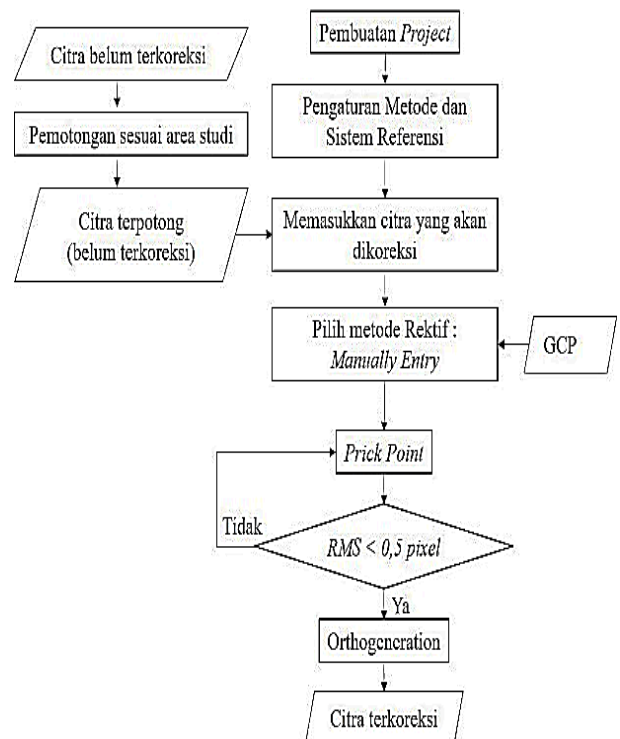 Citra belum terkoreksi
Pemotongan sesuai area studi
Citra terpotong
(belum terkoreksi)
Pembuatan Project
Pengaturan Metode dan
Sistem Referensi
Memasukkan citra yang akan
dikoreksi
Pilih metode Rektif :
Manually Entry
GCP
Prick Point
Tidak
RMS < 0,5 pixel
Ya
Orthogeneration
Citra terkoreksi